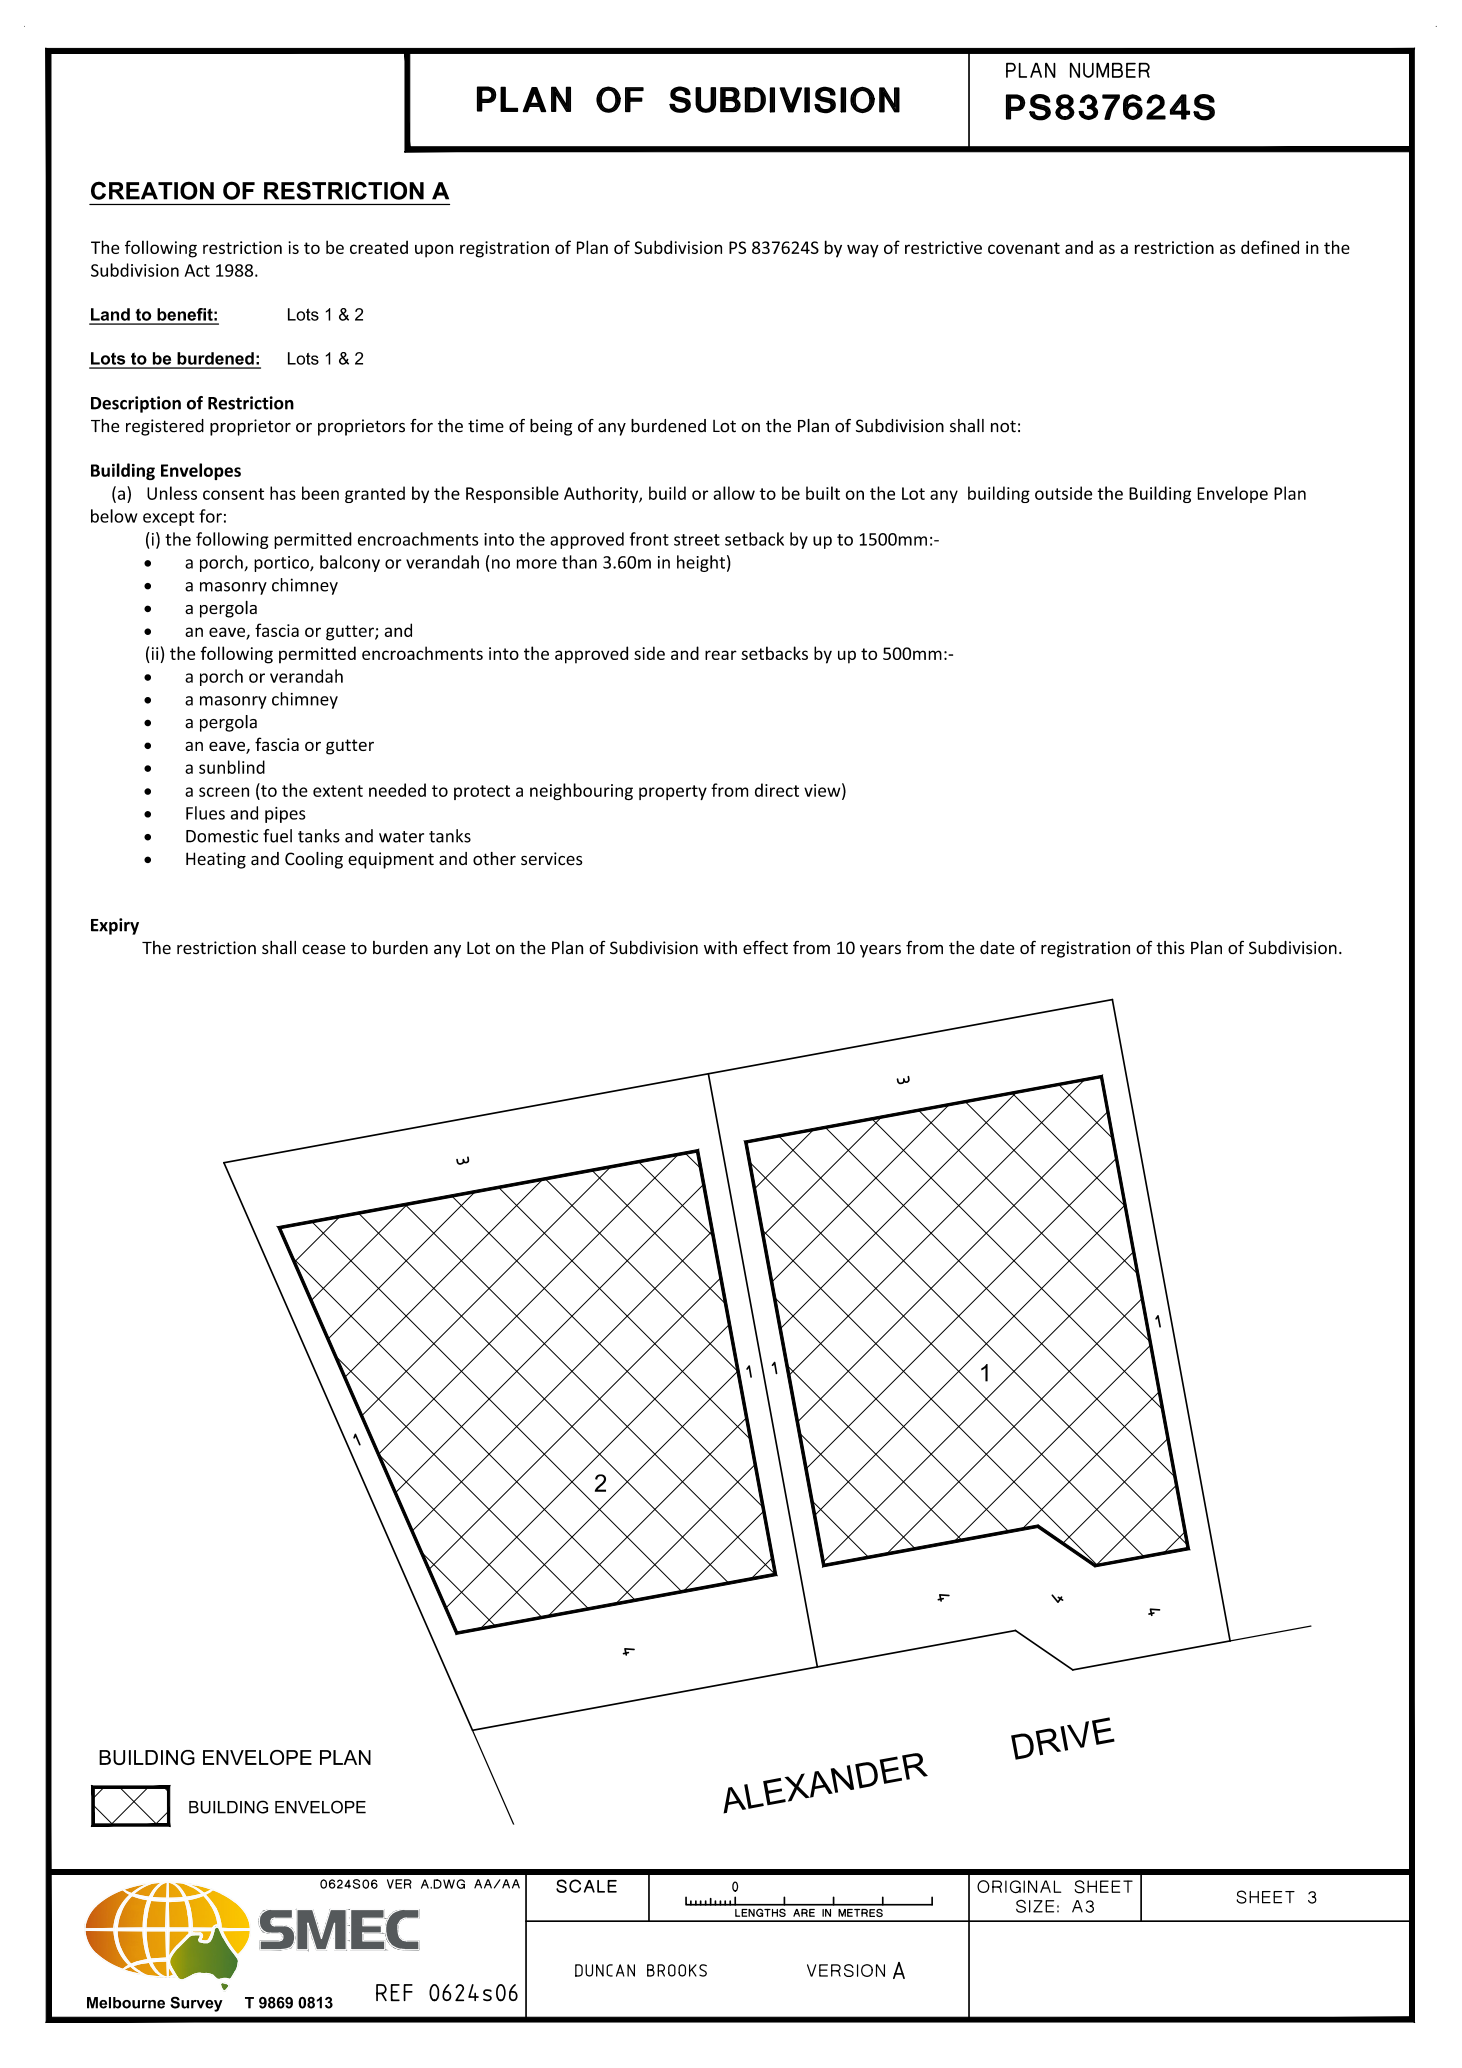 PLAN OF SUBDIVISION
PLAN NUMBER
PS837624S
CREATION OF RESTRICTION A
The following restriction is to be created upon registration of Plan of Subdivision PS 837624S by way of restrictive covenant and as a restriction as defined in the
Subdivision Act 1988.
Land to benefit: Lots 1 & 2
Lots to be burdened: Lots 1 & 2
Description of Restriction
The registered proprietor or proprietors for the time of being of any burdened Lot on the Plan of Subdivision shall not:
Building Envelopes
(a) Unless consent has been granted by the Responsible Authority, build or allow to be built on the Lot any building outside the Building Envelope Plan
below except for:
(i) the following permitted encroachments into the approved front street setback by up to 1500mm:-
• a porch, portico, balcony or verandah (no more than 3.60m in height)
• a masonry chimney
• a pergola
• an eave, fascia or gutter; and
(ii) the following permitted encroachments into the approved side and rear setbacks by up to 500mm:-
• a porch or verandah
• a masonry chimney
• a pergola
• an eave, fascia or gutter
• a sunblind
• a screen (to the extent needed to protect a neighbouring property from direct view)
• Flues and pipes
• Domestic fuel tanks and water tanks
• Heating and Cooling equipment and other services
Expiry
The restriction shall cease to burden any Lot on the Plan of Subdivision with effect from 10 years from the date of registration of this Plan of Subdivision.
3
3
1
1
1
1
1
2
4
4
4
4
ALEXANDER DRIVE
BUILDING ENVELOPE PLAN
BUILDING ENVELOPE
0624S06 VER A.DWG AA/AA
SMEC
Melbourne Survey T 9869 0813
REF 0624s06
SCALE
0
LENGTHS ARE IN METRES
ORIGINAL SHEET
SIZE: A3
SHEET 3
DUNCAN BROOKS
VERSION A